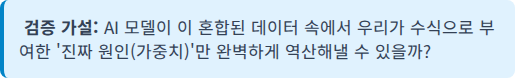 검증 가설: AI 모델이 이 혼합된 데이터 속에서 우리가 수식으로 부
여한 '진짜 원인(가중치)'만 완벽하게 역산해낼 수 있을까?